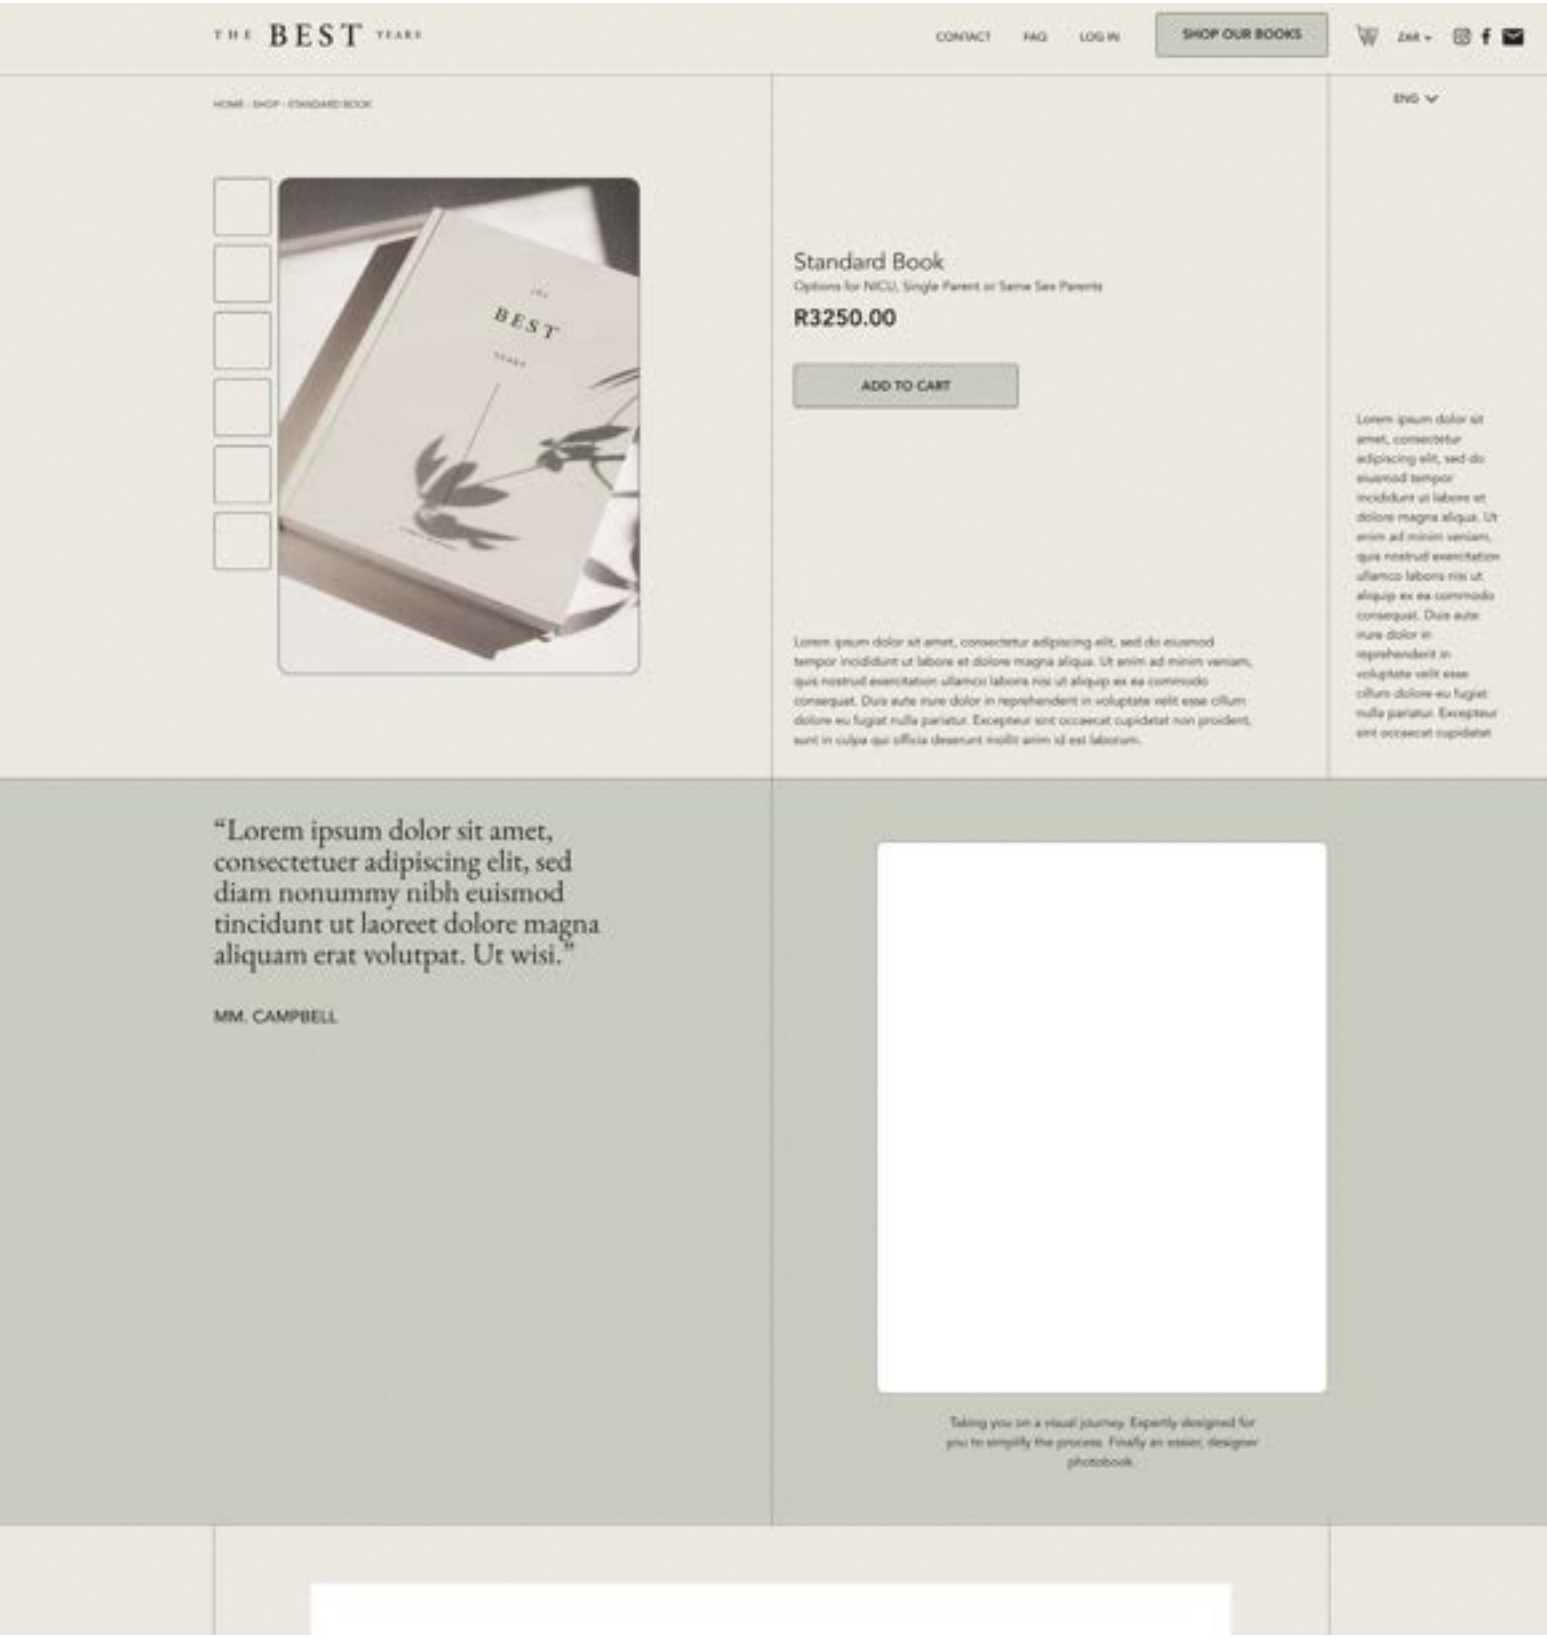 THE BEST YEARS
CONTACT FAQ LOG IN SHOP OUR BOOKS ZAR
ENG
HOME - SHOP - STANDARD BOOK
the
BEST
YEARS
Standard Book
Options for NICU, Single Parent or Same Sex Parents
R3250.00
ADD TO CART
Lorem ipsum dolor sit amet, consectetur adipiscing elit, sed do eiusmod
tempor incididunt ut labore et dolore magna aliqua. Ut enim ad minim veniam,
quis nostrud exercitation ullamco laboris nisi ut aliquip ex ea commodo
consequat. Duis aute irure dolor in reprehenderit in voluptate velit esse cillum
dolore eu fugiat nulla pariatur. Excepteur sint occaecat cupidatat non proident,
sunt in culpa qui officia deserunt mollit anim id est laborum.
Lorem ipsum dolor sit
amet, consectetur
adipiscing elit, sed do
eiusmod tempor
incididunt ut labore et
dolore magna aliqua. Ut
enim ad minim veniam,
quis nostrud exercitation
ullamco laboris nisi ut
aliquip ex ea commodo
consequat. Duis aute
irure dolor in
reprehenderit in
voluptate velit esse
cillum dolore eu fugiat
nulla pariatur. Excepteur
sint occaecat cupidatat
“Lorem ipsum dolor sit amet,
consectetuer adipiscing elit, sed
diam nonummy nibh euismod
tincidunt ut laoreet dolore magna
aliquam erat volutpat. Ut wisi.”
MM. CAMPBELL
Taking you on a visual journey. Expertly designed for
you to simplify the process. Finally an easier, designer
photobook.